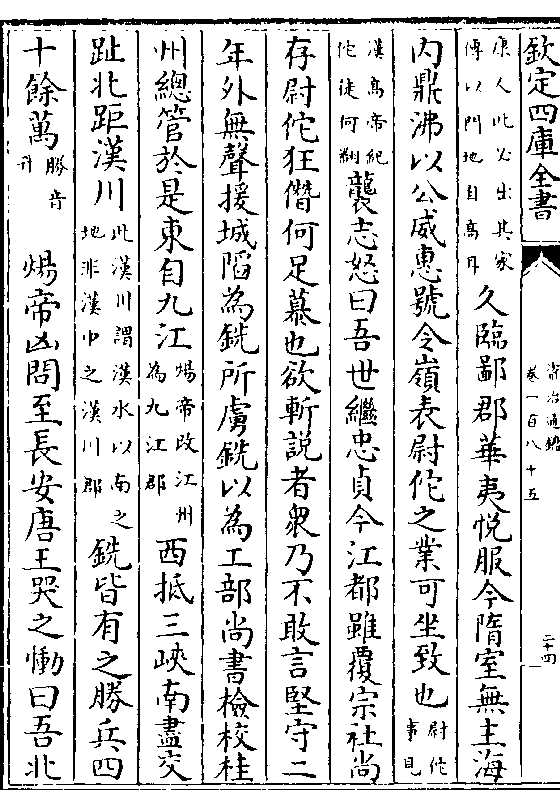 欽定四庫全書
資治通鑑
卷一百八十五
二十四
康人此必出其家
傳以門地自高耳
久臨鄙郡華夷悅服今隋室無主海
内鼎沸以公威惠號令嶺表尉佗之業可坐致也
尉佗
事見
漢高帝紀
佗徒何翻
襲志怒曰吾世繼忠貞今江都雖覆宗社尚
存尉佗狂僭何足慕也欲斬說者衆乃不敢言堅守二
年外無聲援城陷為銑所虜銑以為工部尚書檢校桂
州總管於是東自九江
煬帝改江州
為九江郡
西抵三峽南盡交
趾北距漢川
此漢川謂漢水以南之
地非漢中之漢川郡
銑皆有之勝兵四
十餘萬
勝音
升
煬帝凶問至長安唐王哭之慟曰吾北